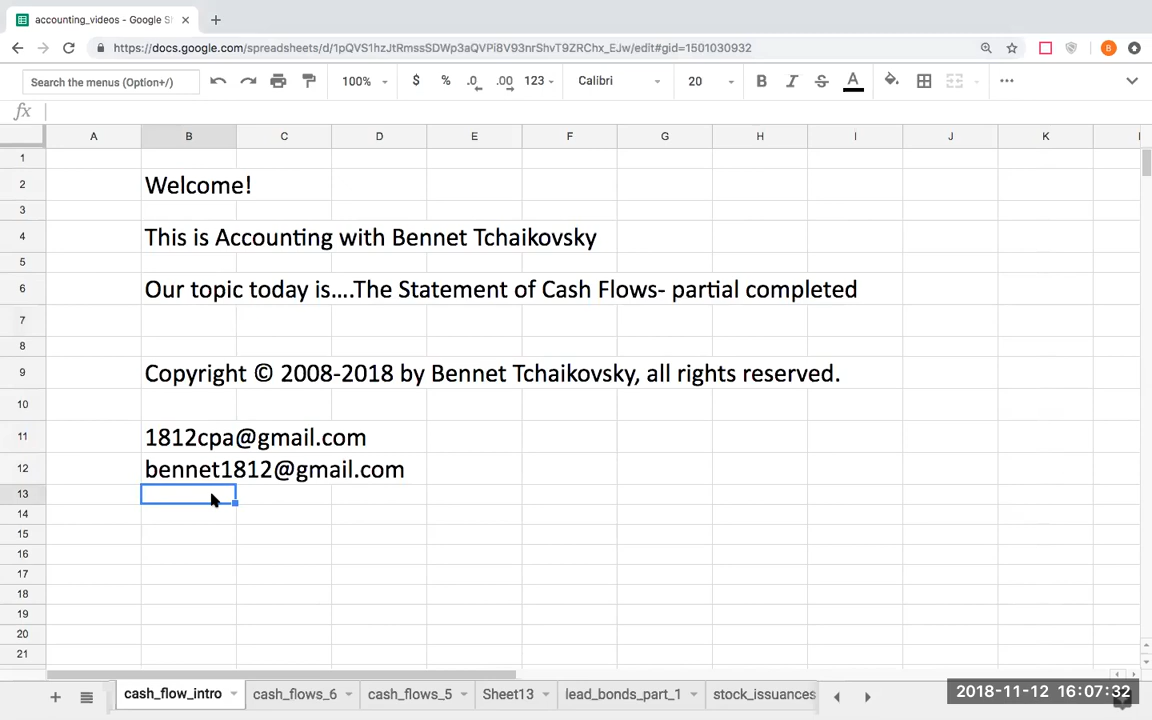 accounting_videos - Google Sh
https://docs.google.com/spreadsheets/d/1pQVS1hzJtRmssSDWp3aQVPi8V93nrShvT9ZRChx_EJw/edit#gid=1501030932
B
Search the menus (Option+/)
100%
$
%
.0
.00
123
Calibri
20
B
I
S
A
fx
A B C D E F G H I J K
1
2 Welcome!
3
4 This is Accounting with Bennet Tchaikovsky
5
6 Our topic today is....The Statement of Cash Flows- partial completed
7
8
9 Copyright © 2008-2018 by Bennet Tchaikovsky, all rights reserved.
10
11 1812cpa@gmail.com
12 bennet1812@gmail.com
13
14
15
16
17
18
19
20
21
cash_flow_intro cash_flows_6 cash_flows_5 Sheet13 lead_bonds_part_1 stock_issuances
2018-11-12 16:07:32